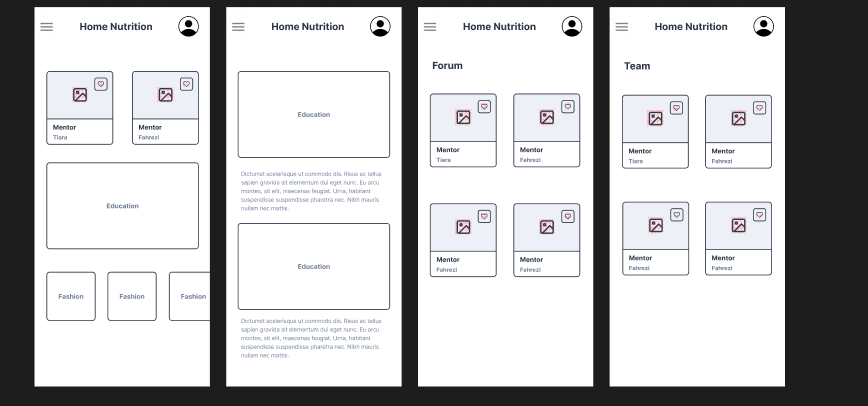 Home Nutrition
Mentor
Tiara
Mentor
Fahrezi
Education
Fashion
Fashion
Fashion
Home Nutrition
Education
Dictumst scelerisque ut commodo dis. Risus ac tellus
sapien gravida sit elementum dui eget nunc. Eu arcu
montes, sit elit, maecenas feugiat. Urna, habitant
suspendisse suspendisse pharetra nec. Nibh mauris
nullam nec mattis.
Education
Dictumst scelerisque ut commodo dis. Risus ac tellus
sapien gravida sit elementum dui eget nunc. Eu arcu
montes, sit elit, maecenas feugiat. Urna, habitant
suspendisse suspendisse pharetra nec. Nibh mauris
nullam nec mattis.
Home Nutrition
Forum
Mentor
Tiara
Mentor
Fahrezi
Mentor
Fahrezi
Mentor
Fahrezi
Home Nutrition
Team
Mentor
Tiara
Mentor
Fahrezi
Mentor
Fahrezi
Mentor
Fahrezi